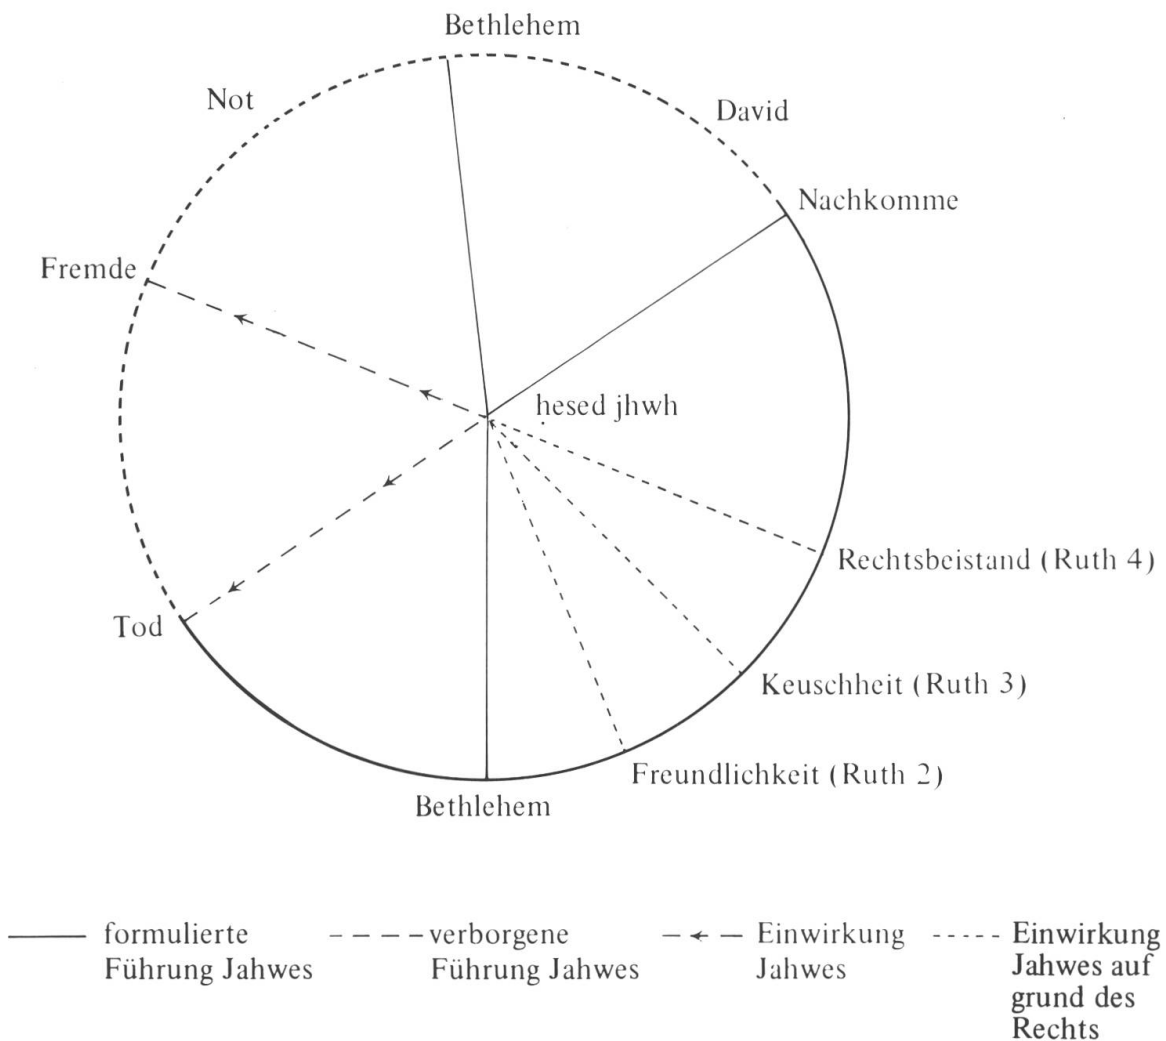 Bethlehem
Not
David
Nachkomme
Fremde
hesed jhwh
Rechtsbeistand (Ruth 4)
Tod
Keuschheit (Ruth 3)
Freundlichkeit (Ruth 2)
Bethlehem
formulierte
Führung Jahwes
verborgene
Führung Jahwes
Einwirkung
Jahwes
Einwirkung
Jahwes auf
grund des
Rechts